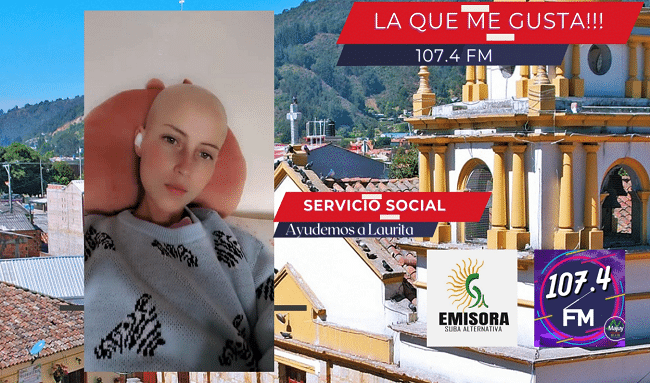 LA QUE ME GUSTA!!!
107.4 FM
SERVICIO SOCIAL
Ayudemos a Laurita
EMISORA
SUBA ALTERNATIVA
107.4
FM